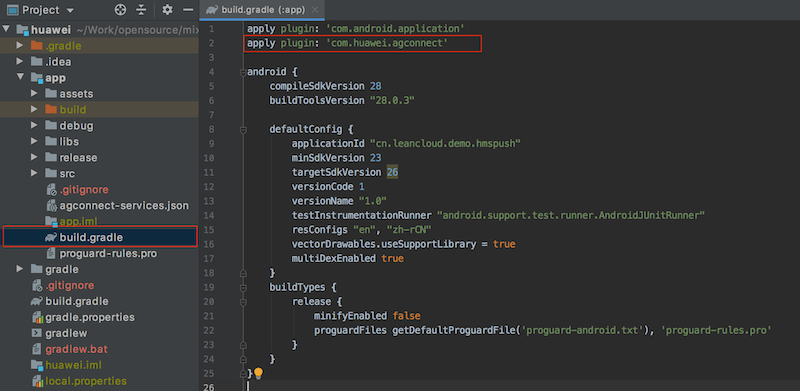 Project
build.gradle (:app)
huawei ~/Work/opensource/mix
.gradle
.idea
app
assets
build
debug
libs
release
src
.gitignore
agconnect-services.json
app.iml
build.gradle
proguard-rules.pro
gradle
.gitignore
build.gradle
gradle.properties
gradlew
gradlew.bat
huawei.iml
local.properties
1 apply plugin: 'com.android.application'
2 apply plugin: 'com.huawei.agconnect'
3
4 android {
5 compileSdkVersion 28
6 buildToolsVersion "28.0.3"
7
8 defaultConfig {
9 applicationId "cn.leancloud.demo.hmspush"
10 minSdkVersion 23
11 targetSdkVersion 26
12 versionCode 1
13 versionName "1.0"
14 testInstrumentationRunner "android.support.test.runner.AndroidJUnitRunner"
15 resConfigs "en", "zh-rCN"
16 vectorDrawables.useSupportLibrary = true
17 multiDexEnabled true
18 }
19 buildTypes {
20 release {
21 minifyEnabled false
22 proguardFiles getDefaultProguardFile('proguard-android.txt'), 'proguard-rules.pro'
23 }
24 }
25 }
26